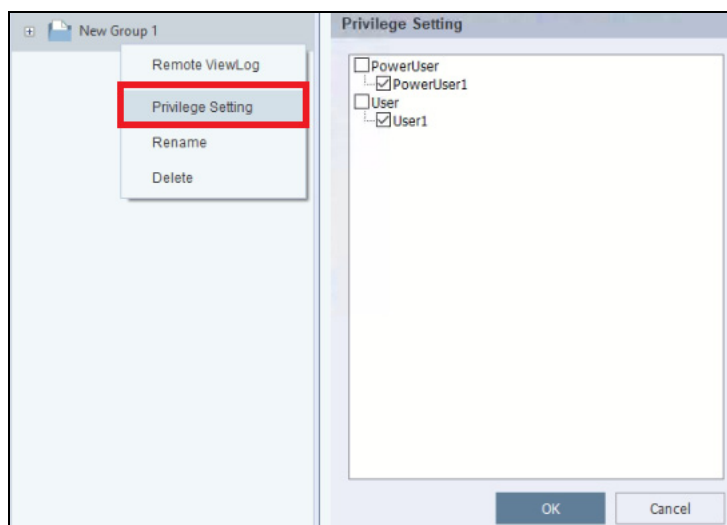 New Group 1
Remote ViewLog
Privilege Setting
Rename
Delete
Privilege Setting
PowerUser
PowerUser1
User
User1
OK
Cancel